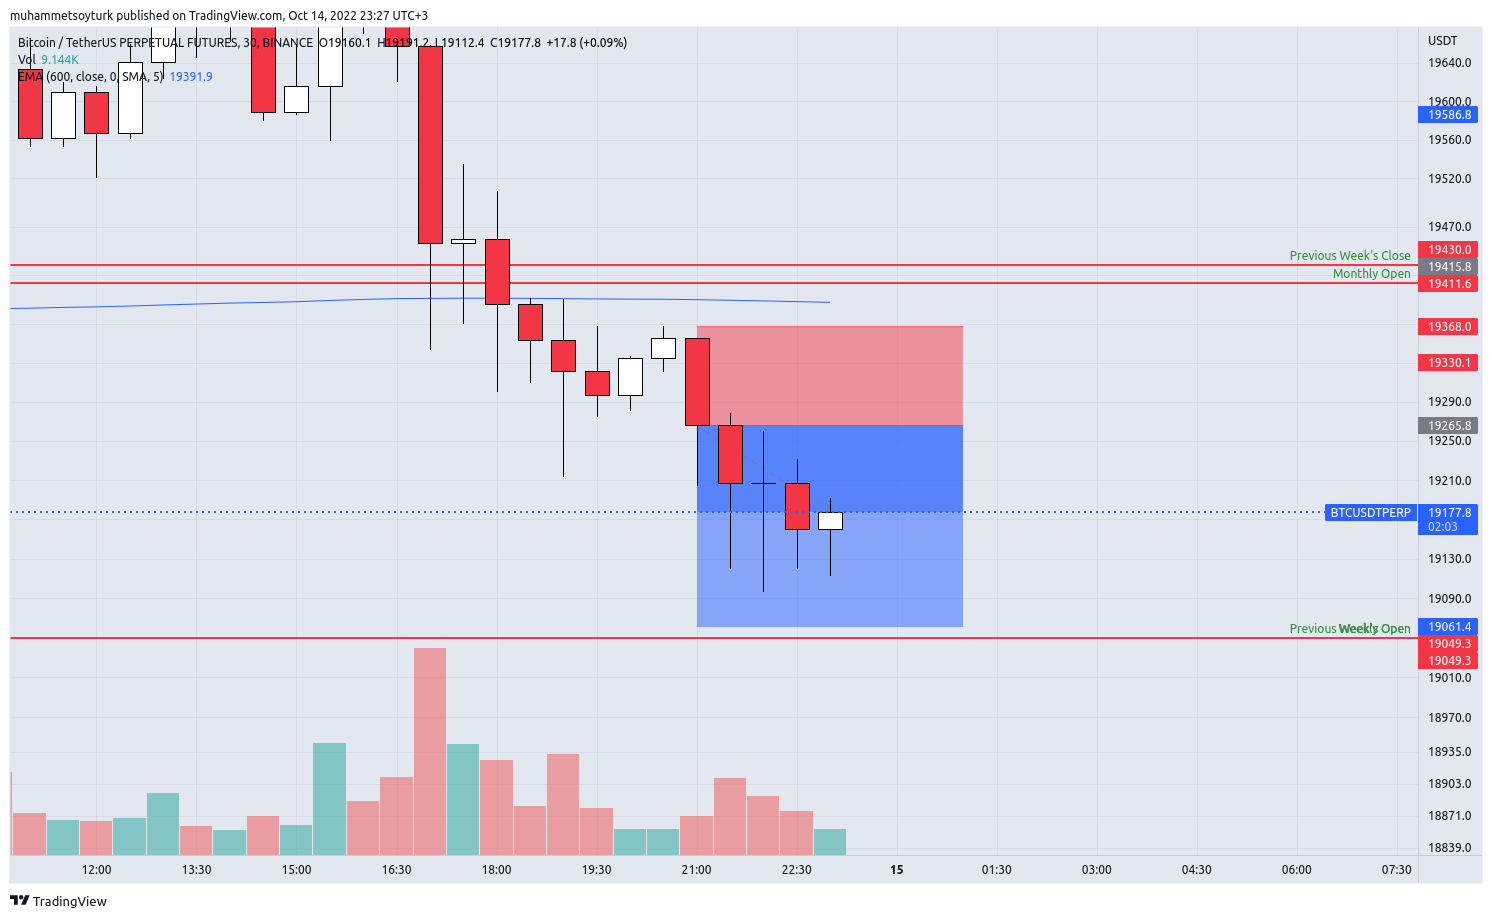 muhammetsoyturk published on TradingView.com, Oct 14, 2022 23:27 UTC+3
Bitcoin / TetherUS PERPETUAL FUTURES, 30, BINANCE O19160.1 H19191.2 L19112.4 C19177.8 +17.8 (+0.09%)
Vol 9.144K
EMA (600, close, 0, SMA, 5) 19391.9
USDT
19640.0
19600.0
19586.8
19560.0
19520.0
19470.0
19430.0
Previous Week's Close
19415.8
Monthly Open
19411.6
19368.0
19330.1
19290.0
19265.8
19250.0
19210.0
BTCUSDTPERP 19177.8
02:03
19130.0
19090.0
19061.4
Previous Weekly Open
19049.3
19049.3
19010.0
18970.0
18935.0
18903.0
18871.0
18839.0
12:00 13:30 15:00 16:30 18:00 19:30 21:00 22:30 15 01:30 03:00 04:30 06:00 07:30
TradingView